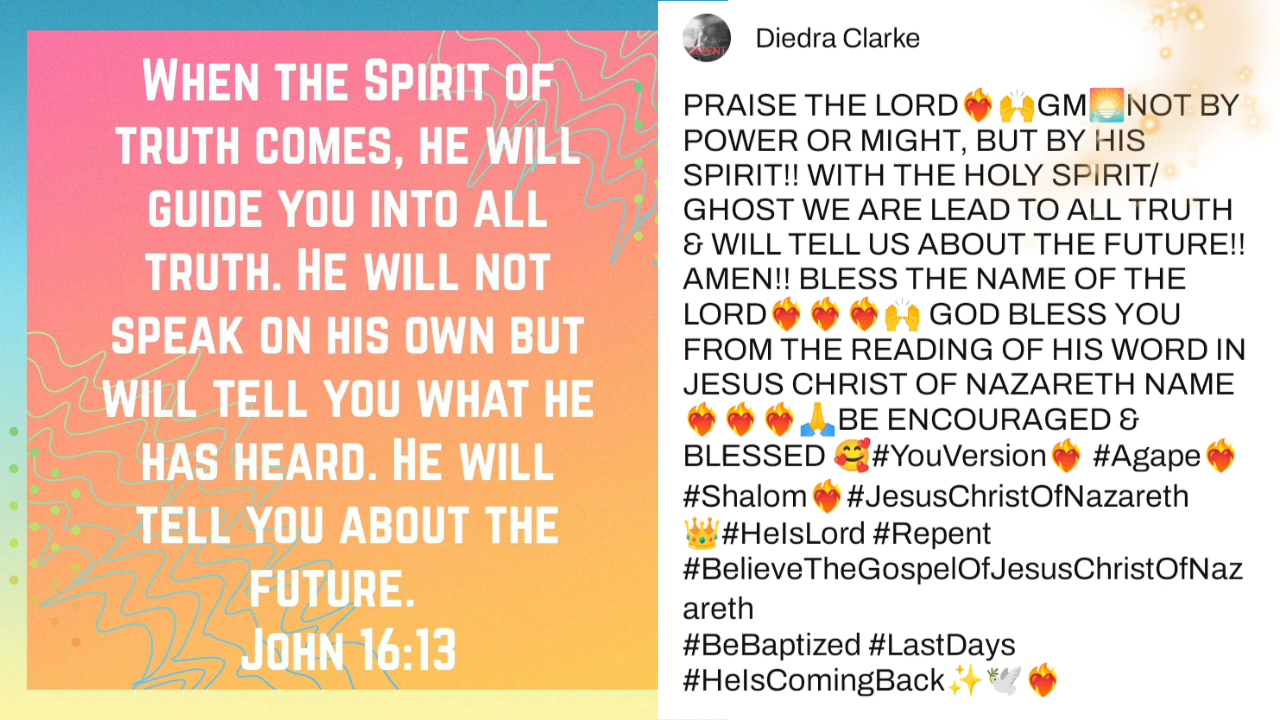 When the Spirit of
truth comes, he will
guide you into all
truth. He will not
speak on his own but
will tell you what he
has heard. He will
tell you about the
future.
John 16:13
REPENT
Diedra Clarke
PRAISE THE LORD❤️‍🔥🙌GM🌅NOT BY
POWER OR MIGHT, BUT BY HIS
SPIRIT!! WITH THE HOLY SPIRIT/
GHOST WE ARE LEAD TO ALL TRUTH
& WILL TELL US ABOUT THE FUTURE!!
AMEN!! BLESS THE NAME OF THE
LORD❤️‍🔥❤️‍🔥❤️‍🔥🙌 GOD BLESS YOU
FROM THE READING OF HIS WORD IN
JESUS CHRIST OF NAZARETH NAME
❤️‍🔥❤️‍🔥❤️‍🔥🙏BE ENCOURAGED &
BLESSED🥰#YouVersion❤️‍🔥 #Agape❤️‍🔥
#Shalom❤️‍🔥#JesusChristOfNazareth
👑#HeIsLord #Repent
#BelieveTheGospelOfJesusChristOfNaz
areth
#BeBaptized #LastDays
#HeIsComingBack✨🕊️❤️‍🔥